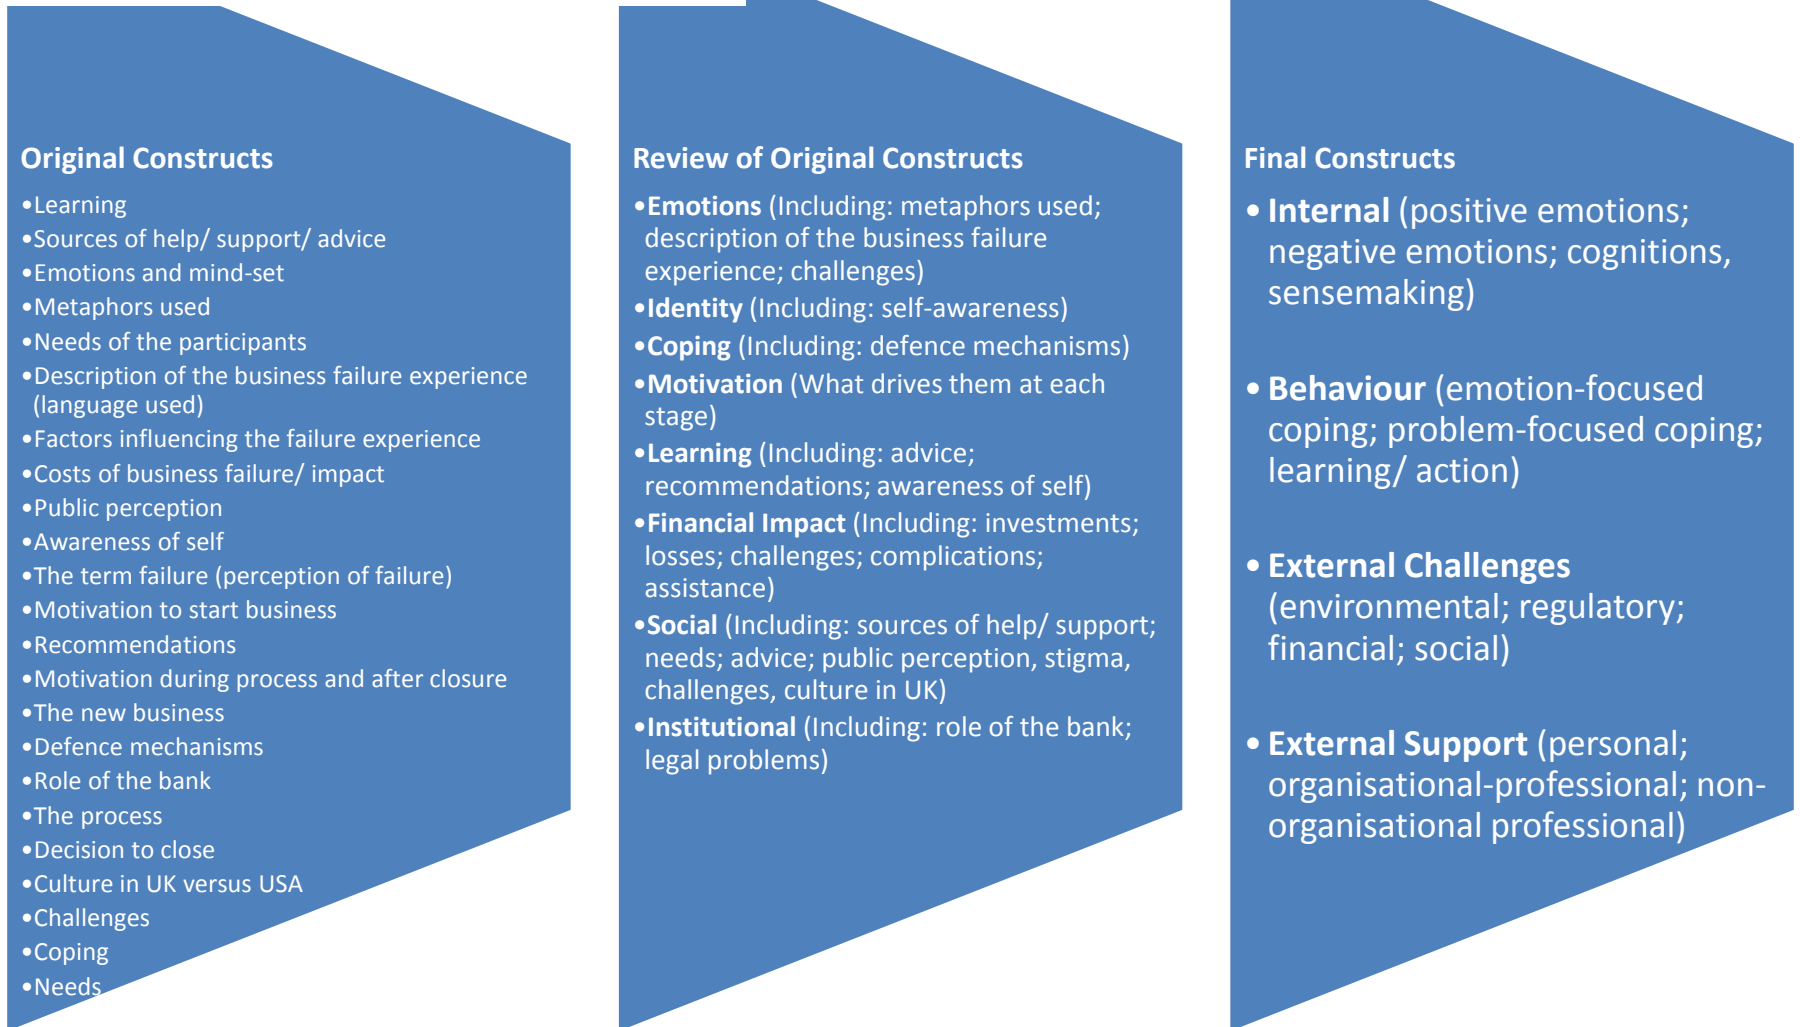 Original Constructs
•Learning
•Sources of help/ support/ advice
•Emotions and mind-set
•Metaphors used
•Needs of the participants
•Description of the business failure experience
(language used)
•Factors influencing the failure experience
•Costs of business failure/ impact
•Public perception
•Awareness of self
•The term failure (perception of failure)
•Motivation to start business
•Recommendations
•Motivation during process and after closure
•The new business
•Defence mechanisms
•Role of the bank
•The process
•Decision to close
•Culture in UK versus USA
•Challenges
•Coping
•Needs
Review of Original Constructs
•Emotions (Including: metaphors used;
description of the business failure
experience; challenges)
•Identity (Including: self-awareness)
•Coping (Including: defence mechanisms)
•Motivation (What drives them at each
stage)
•Learning (Including: advice;
recommendations; awareness of self)
•Financial Impact (Including: investments;
losses; challenges; complications;
assistance)
•Social (Including: sources of help/ support;
needs; advice; public perception, stigma,
challenges, culture in UK)
•Institutional (Including: role of the bank;
legal problems)
Final Constructs
• Internal (positive emotions;
negative emotions; cognitions,
sensemaking)
• Behaviour (emotion-focused
coping; problem-focused coping;
learning/ action)
• External Challenges
(environmental; regulatory;
financial; social)
• External Support (personal;
organisational-professional; non-
organisational professional)